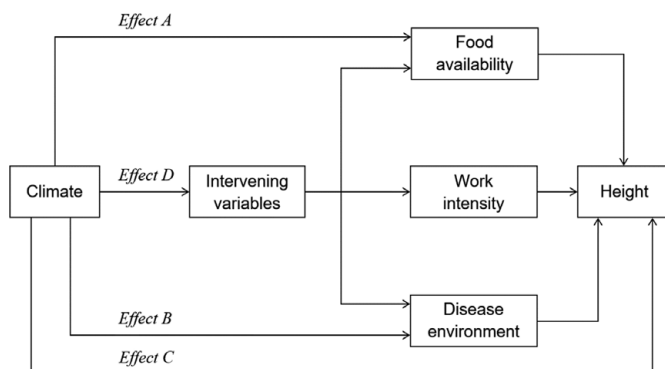 Effect A
Food
availability
Effect D
Climate
Intervening
variables
Work
intensity
Height
Effect B
Disease
environment
Effect C